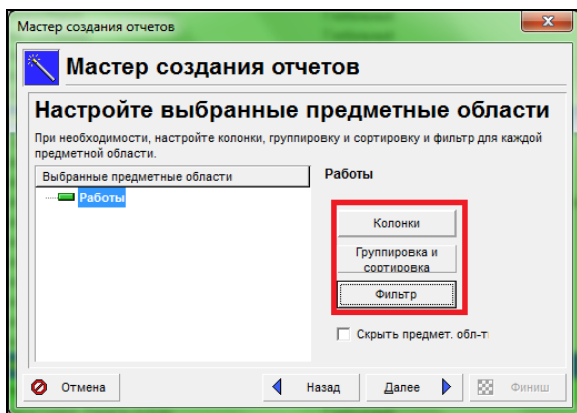 Мастер создания отчетов
Мастер создания отчетов
Настройте выбранные предметные области
При необходимости, настройте колонки, группировку и сортировку и фильтр для каждой
предметной области.
Выбранные предметные области
Работы
Работы
Колонки
Группировка и
сортировка
Фильтр
Скрыть предмет. обл-т
Отмена
Назад
Далее
Финиш